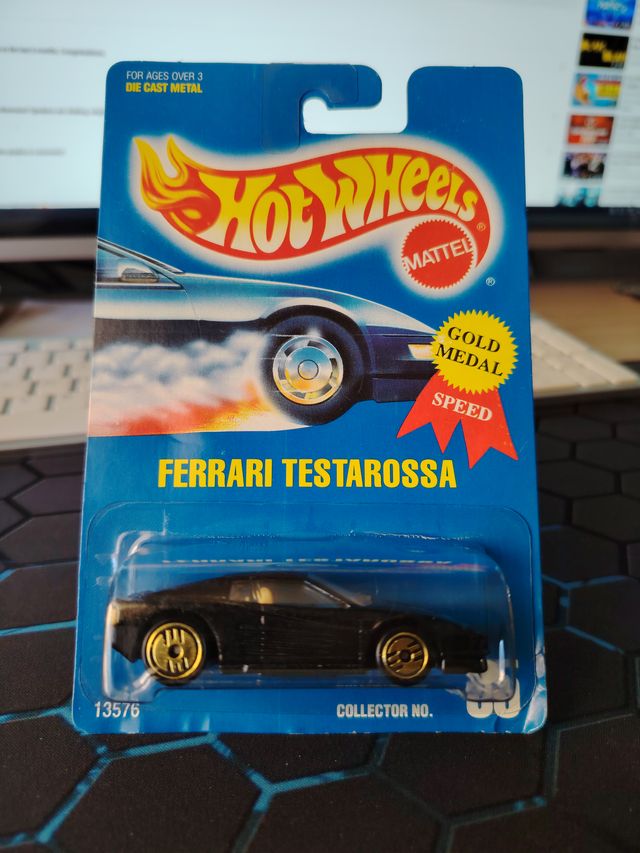 FOR AGES OVER 3
DIE CAST METAL
HOT WHEELS
®
MATTEL
®
GOLD
MEDAL
SPEED
FERRARI TESTAROSSA
13576
COLLECTOR NO.